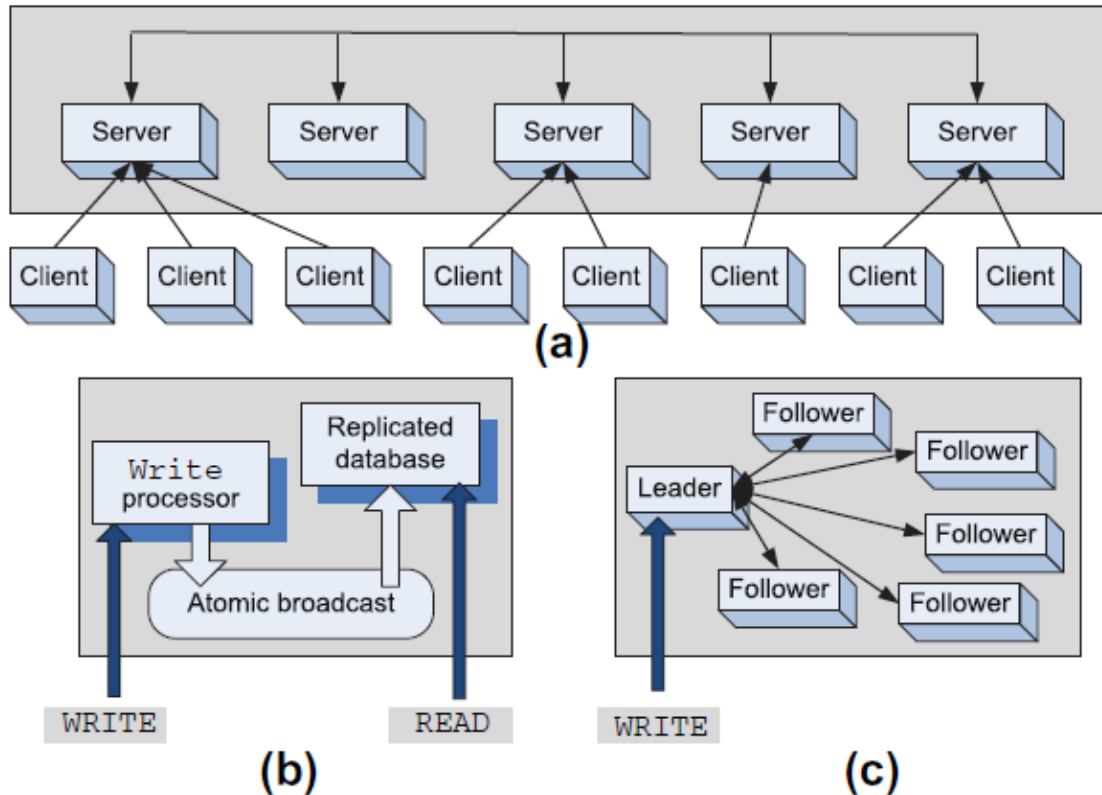 Server
Server
Server
Server
Server
Client
Client
Client
Client
Client
Client
Client
Client
(a)
Write
processor
Replicated
database
Atomic broadcast
WRITE
READ
(b)
Follower
Follower
Leader
Follower
Follower
Follower
WRITE
(c)